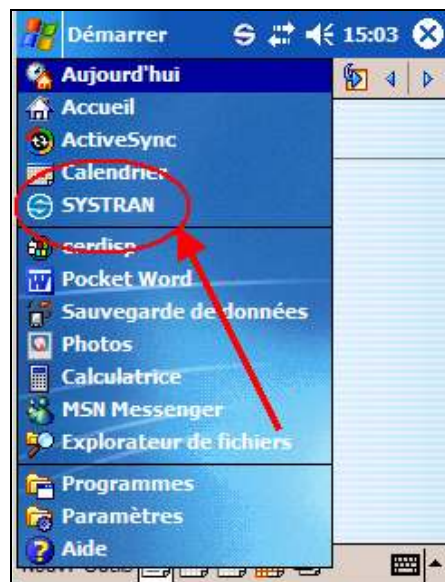 Démarrer 15:03
Aujourd'hui
Accueil
ActiveSync
Calendrier
SYSTRAN
cerdisp
Pocket Word
Sauvegarde de données
Photos
Calculatrice
MSN Messenger
Explorateur de fichiers
Programmes
Paramètres
Aide